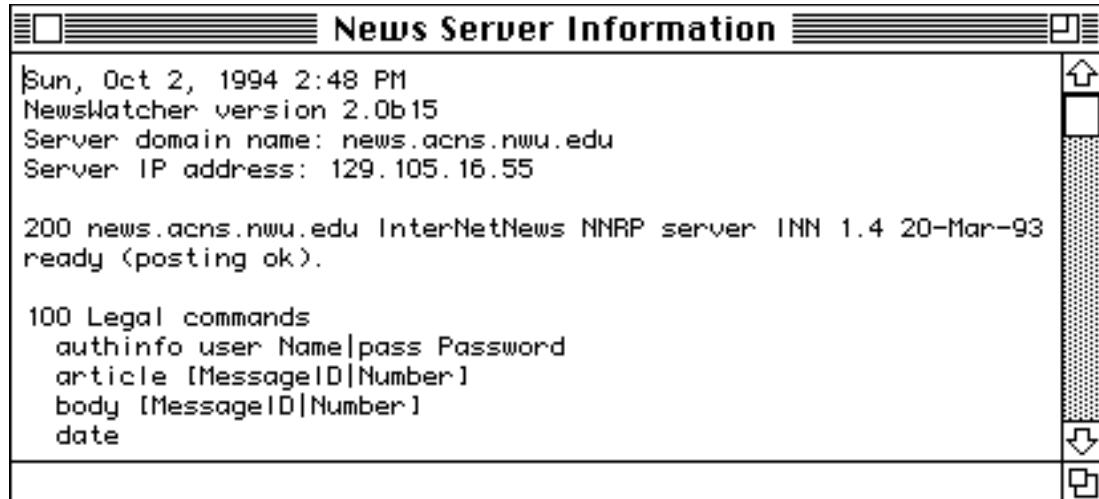 News Server Information
Sun, Oct 2, 1994 2:48 PM
NewsWatcher version 2.0b15
Server domain name: news.acns.nwu.edu
Server IP address: 129.105.16.55
200 news.acns.nwu.edu InterNetNews NNRP server INN 1.4 20-Mar-93
ready (posting ok).
100 Legal commands
authinfo user Name|pass Password
article [MessageID|Number]
body [MessageID|Number]
date